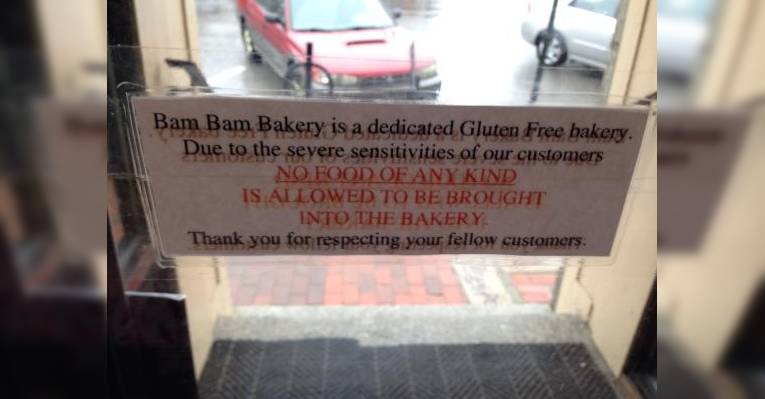 Bam Bam Bakery is a dedicated Gluten Free bakery.
Due to the severe sensitivities of our customers
NO FOOD OF ANY KIND
IS ALLOWED TO BE BROUGHT
INTO THE BAKERY.
Thank you for respecting your fellow customers.